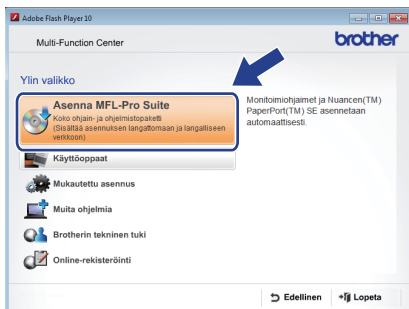 Adobe Flash Player 10
Multi-Function Center
brother
Ylin valikko
Asenna MFL-Pro Suite
Koko ohjain- ja ohjelmistopaketti
(Sisältää asennuksen langattomaan ja langalliseen
verkkoon)
Monitoimiohjaimet ja Nuancen(TM)
PaperPort(TM) SE asennetaan
automaattisesti.
Käyttöoppaat
Mukautettu asennus
Muita ohjelmia
Brotherin tekninen tuki
Online-rekisteröinti
Edellinen
Lopeta